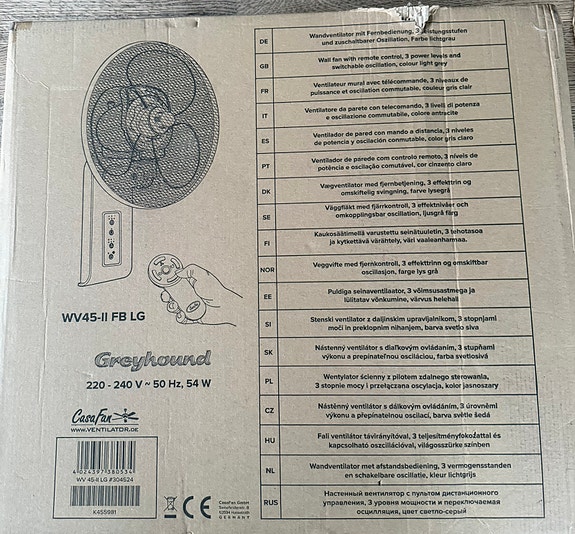 DE
Wandventilator mit Fernbedienung, 3 Leistungsstufen
und zuschaltbarer Oszillation, Farbe lichtgrau
GB
Wall fan with remote control, 3 power levels and
switchable oscillation, colour light grey
FR
Ventilateur mural avec télécommande, 3 niveaux de
puissance et oscillation commutable, couleur gris clair
IT
Ventilatore da parete con telecomando, 3 livelli di potenza
e oscillazione commutabile, colore antracite
ES
Ventilador de pared con mando a distancia, 3 niveles
de potencia y oscilación conmutable, color gris claro
PT
Ventilador de parede com controlo remoto, 3 níveis de
potência e oscilação comutável, cor cinzento claro
DK
Vægventilator med fjernbetjening, 3 effekttrin og
omskiftelig svingning, farve lysegrå
SE
Väggfläkt med fjärrkontroll, 3 effektnivåer och
omkopplingsbar oscillation, ljusgrå färg
FI
Kaukosäätimellä varustettu seinätuuletin, 3 tehotasoa
ja kytkettävä värähtely, väri vaaleanharmaa.
NOR
Veggvifte med fjernkontroll, 3 effekttrinn og omskiftbar
oscillasjon, farge lys grå
EE
Puldiga seinaventilaator, 3 võimsusastmega ja
lülitatav võnkumine, värvus helehall
SI
Stenski ventilator z daljinskim upravljalnikom, 3 stopnjami
moči in preklopnim nihanjem, barva svetlo siva
SK
Nástenný ventilátor s diaľkovým ovládaním, 3 stupňami
výkonu a prepínateľnou osciláciou, farba svetlosivá
PL
Wentylator ścienny z pilotem zdalnego sterowania,
3 stopnie mocy i przełączana oscylacja, kolor jasnoszary
CZ
Nástěnný ventilátor s dálkovým ovládáním, 3 úrovněmi
výkonu a přepínatelnou oscilací, barva světle šedá
HU
Fali ventilátor távirányítóval, 3 teljesítményfokozattal és
kapcsolható oszcillációval, világosszürke színben
NL
Wandventilator met afstandsbediening, 3 vermogensstanden
en schakelbare oscillatie, kleur lichtgrijs
RUS
Настенный вентилятор с пультом дистанционного
управления, 3 уровня мощности и переключаемая
осцилляция, цвет светло-серый
WV45-II FB LG
Greyhound
220 - 240 V ~ 50 Hz, 54 W
CasaFan
www.VENTILATOR.DE
4 024397 380534
WV 45-II LG #304524
K455981
CE
CasaFan GmbH
GERMANY